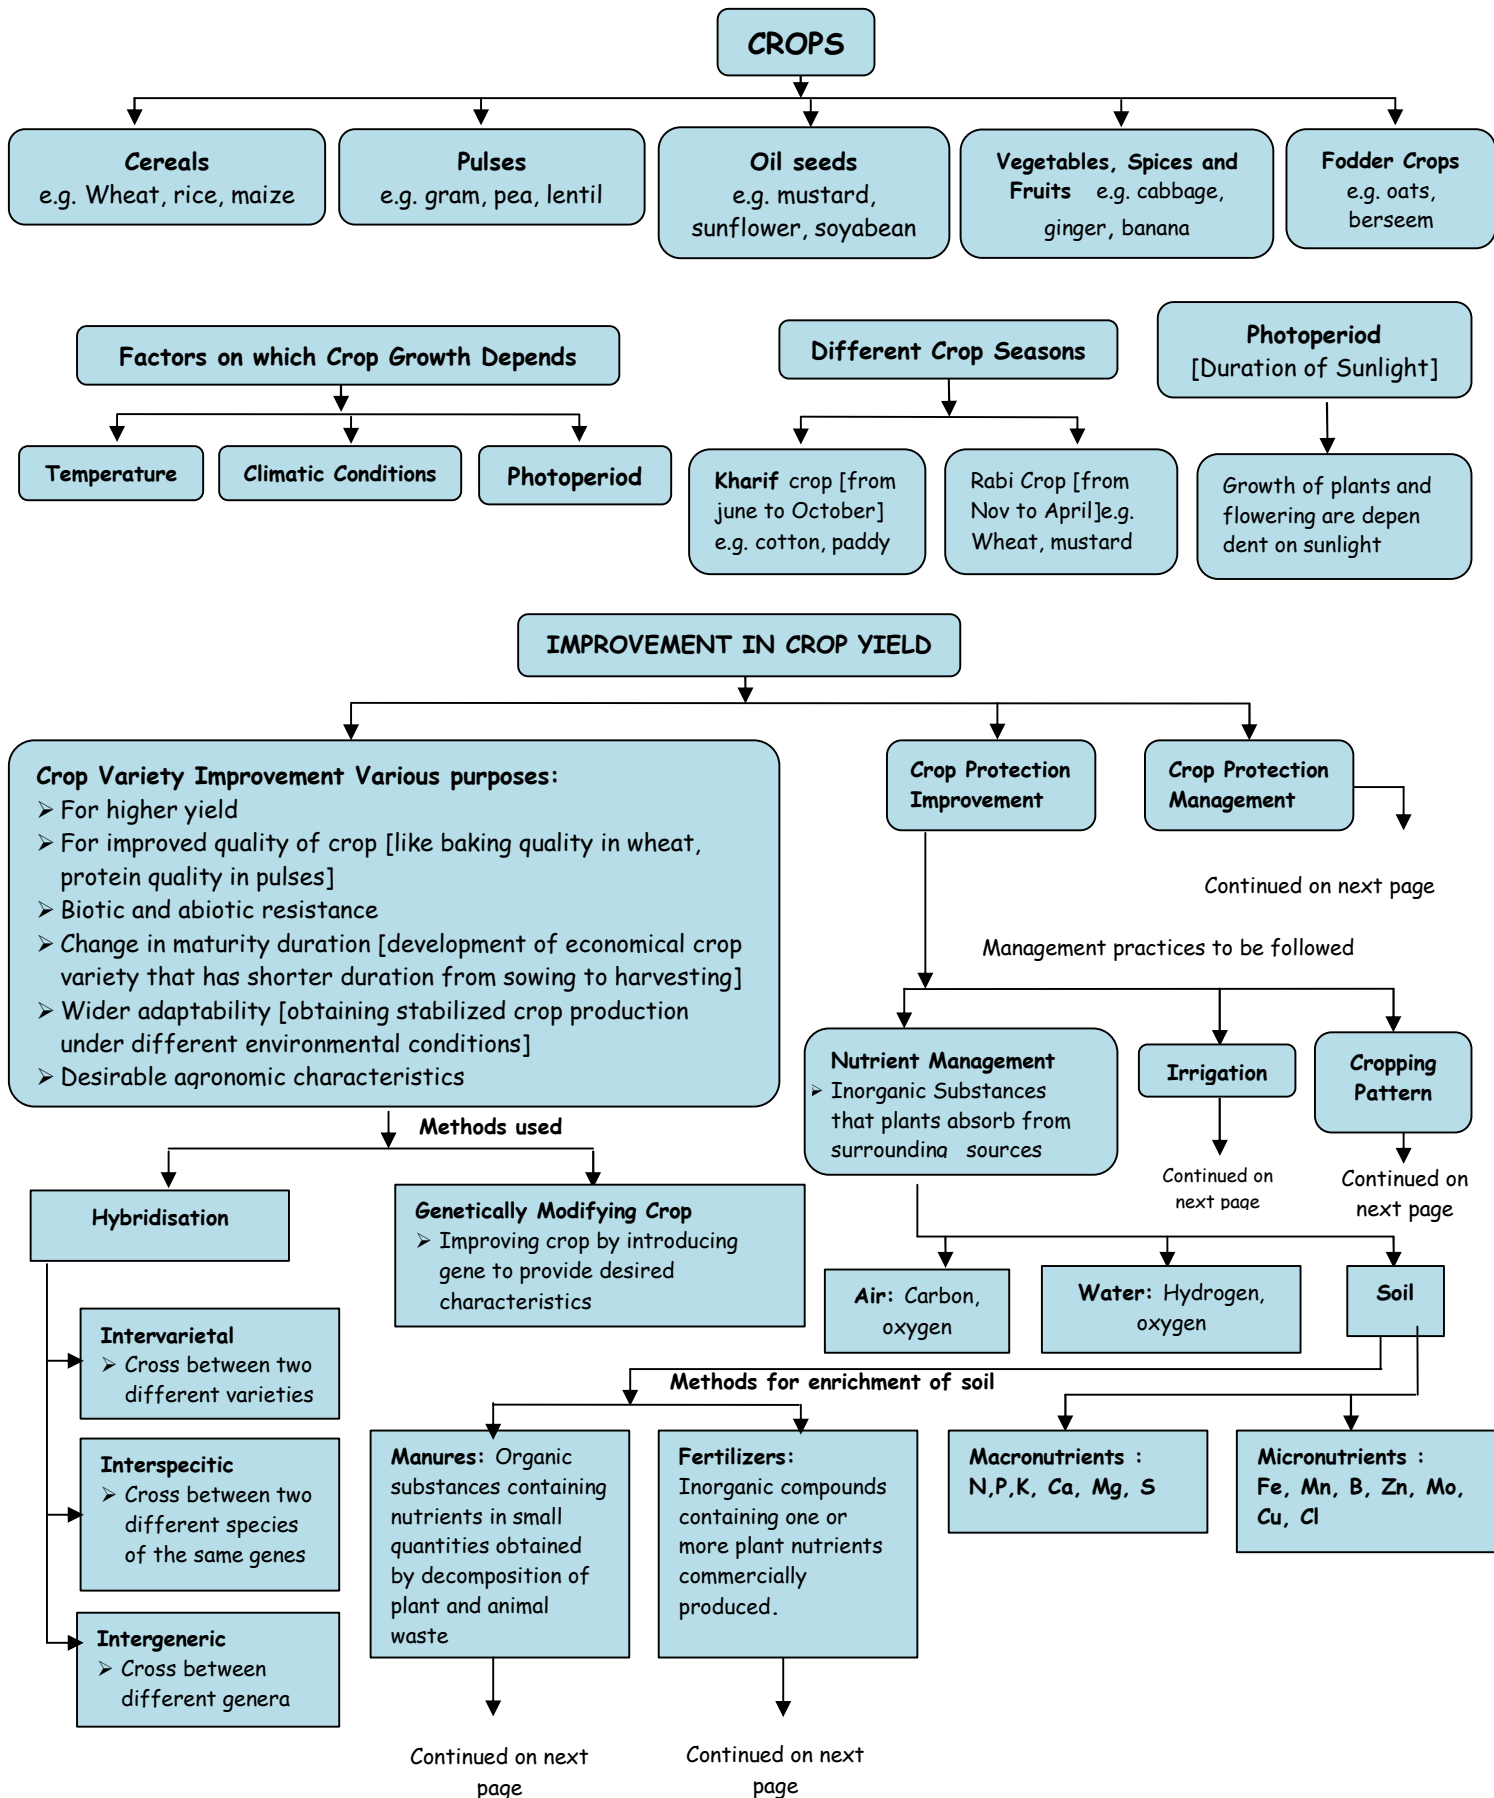 CROPS
Cereals
e.g. Wheat, rice, maize
Pulses
e.g. gram, pea, lentil
Oil seeds
e.g. mustard,
sunflower, soyabean
Vegetables, Spices and
Fruits e.g. cabbage,
ginger, banana
Fodder Crops
e.g. oats,
berseem
Factors on which Crop Growth Depends
Temperature
Climatic Conditions
Photoperiod
Different Crop Seasons
Kharif crop [from
june to October]
e.g. cotton, paddy
Rabi Crop [from
Nov to April]e.g.
Wheat, mustard
Photoperiod
[Duration of Sunlight]
Growth of plants and
flowering are depen
dent on sunlight
IMPROVEMENT IN CROP YIELD
Crop Variety Improvement Various purposes:
➢ For higher yield
➢ For improved quality of crop [like baking quality in wheat,
protein quality in pulses]
➢ Biotic and abiotic resistance
➢ Change in maturity duration [development of economical crop
variety that has shorter duration from sowing to harvesting]
➢ Wider adaptability [obtaining stabilized crop production
under different environmental conditions]
➢ Desirable agronomic characteristics
Crop Protection
Improvement
Crop Protection
Management
Continued on next page
Management practices to be followed
Nutrient Management
➢ Inorganic Substances
that plants absorb from
surrounding sources
Irrigation
Continued on
next page
Cropping
Pattern
Continued on
next page
Methods used
Hybridisation
Genetically Modifying Crop
➢ Improving crop by introducing
gene to provide desired
characteristics
Air: Carbon,
oxygen
Water: Hydrogen,
oxygen
Soil
Intervarietal
➢ Cross between two
different varieties
Interspecitic
➢ Cross between two
different species
of the same genes
Intergeneric
➢ Cross between
different genera
Methods for enrichment of soil
Manures: Organic
substances containing
nutrients in small
quantities obtained
by decomposition of
plant and animal
waste
Continued on next
page
Fertilizers:
Inorganic compounds
containing one or
more plant nutrients
commercially
produced.
Continued on next
page
Macronutrients :
N,P,K, Ca, Mg, S
Micronutrients :
Fe, Mn, B, Zn, Mo,
Cu, Cl